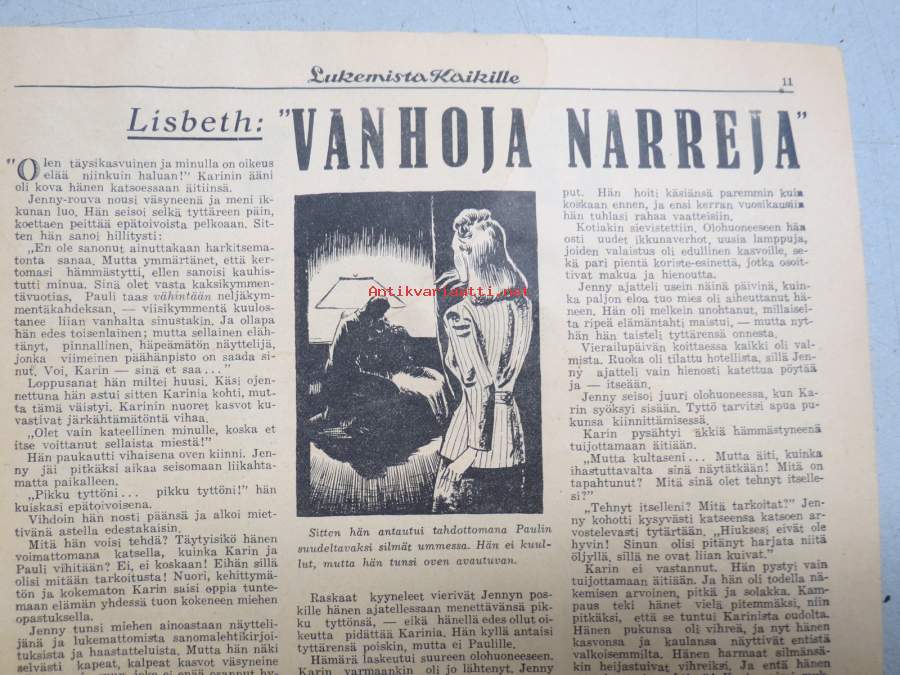 Lukemista Kaikille
11
Lisbeth: "VANHOJA NARREJA"
"Olen täysikasvuinen ja minulla on oikeus
elää niinkuin haluan!" Karinin ääni
oli kova hänen katsoessaan äitiinsä.
Jenny-rouva nousi väsyneenä ja meni ik-
kunan luo. Hän seisoi selkä tyttäreen päin,
koettaen peittää epätoivoista pelkoaan. Sit-
ten hän sanoi hillitysti:
„En ole sanonut ainuttakaan harkitsema-
tonta sanaa. Mutta ymmärtänet, että ker-
tomasi hämmästytti, ellen sanoisi kauhis-
tutti minua. Sinä olet vasta kaksikymmen-
tävuotias, Pauli taas vähintään neljäkym-
mentäkahdeksan, — viisikymmentä kuulos-
tanee liian vanhalta sinustakin. Ja ollapa
hän edes toisenlainen; mutta sellainen eläh-
tänyt, pinnallinen, häpeämätön näyttelijä,
jonka viimeinen päähänpisto on saada si-
nut. Voi, Karin — sinä et saa..."
Loppusanat hän miltei huusi. Käsi ojen-
nettuna hän astui sitten Karinia kohti, mut-
ta tämä väistyi. Karinin nuoret kasvot ku-
vastivat järkähtämätöntä vihaa.
„Olet vain kateellinen minulle, koska et
itse voittanut sellaista miestä!"
Hän paukautti vihaisena oven kiinni. Jen-
ny jäi pitkäksi aikaa seisomaan liikahta-
matta paikalleen.
„Pikku tyttöni... pikku tyttöni!" hän
kuiskasi epätoivoisena.
Vihdoin hän nosti päänsä ja alkoi miet-
tivänä astella edestakaisin.
Mitä hän voisi tehdä? Täytyisikö hänen
voimattomana katsella, kuinka Karin ja
Pauli vihitään? Ei, ei koskaan! Eihän sillä
olisi mitään tarkoitusta! Nuori, kehittymä-
tön ja kokematon Karin saisi oppia tunte-
maan elämän yhdessä tuon kokeneen miehen
opastuksella.
Jenny tunsi miehen ainoastaan näytteli-
jänä ja lukemattomista sanomalehtikirjoi-
tuksista ja haastatteluista. Mutta hän näki
selvästi kapeat, kalpeat kasvot väsyneine
Antikvariaatti.net
Sitten hän antautui tahdottomana Paulin
suudeltavaksi silmät ummessa. Hän ei kuul-
lut, mutta hän tunsi oven avautuvan.
Raskaat kyyneleet vierivät Jennyn pos-
kille hänen ajatellessaan menettävänsä pik-
ku tyttönsä, — eikä hänellä edes ollut oi-
keutta pidättää Karinia. Hän kyllä antaisi
tyttärensä poiskin, mutta ei Paulille.
Hämärä laskeutui suureen olohuoneeseen.
Karin varmaankin oli jo lähtenyt. Jenny
put. Hän hoiti käsiänsä paremmin kuin
koskaan ennen, ja ensi kerran vuosikausiin
hän tuhlasi rahaa vaatteisiin.
Kotiakin sievistettiin. Olohuoneeseen hän
osti uudet ikkunaverhot, uusia lamppuja,
joiden valaistus oli edullinen kasvoille, se-
kä pari pientä koriste-esinettä, jotka osoit-
tivat makua ja hienoutta.
Jenny ajatteli usein näinä päivinä, kuin-
ka paljon eloa tuo mies oli aiheuttanut hä-
neen. Hän oli melkein unohtanut, millaisel-
ta ripeä elämäntahti maistui, — mutta nyt-
hän hän taisteli tyttärensä onnesta.
Vierailupäivän koittaessa kaikki oli val-
mista. Ruoka oli tilattu hotellista, sillä Jen-
ny ajatteli vain hienosti katettua pöytää
ja — itseään.
Jenny seisoi juuri olohuoneessa, kun Ka-
rin syöksyi sisään. Tyttö tarvitsi apua pu-
kunsa kiinnittämisessä.
Karin pysähtyi äkkiä hämmästyneenä
tuijottamaan äitiään.
„Mutta kultaseni... Mutta äiti, kuinka
ihastuttavalta sinä näytätkään! Mitä on
tapahtunut? Mitä sinä olet tehnyt itselle-
si?"
„Tehnyt itselleni? Mitä tarkoitat?" Jen-
ny kohotti kysyvästi katseensa katsoen ar-
vostelevasti tytärtään. „Hiuksesi eivät ole
hyvin! Sinun olisi pitänyt harjata niitä
öljyllä, sillä ne ovat liian kuivat."
Karin ei vastannut. Hän pystyi vain
tuijottamaan äitiään. Ja hän oli todella nä-
kemisen arvoinen, pitkä ja solakka. Kam-
paus teki hänet vielä pitemmäksi, niin
pitkäksi, että se tuntui Karinista oudolta.
Hänen pukunsa oli vihreä, ja nyt hänen
kasvonsa ja kaulansa näyttivät entistä
valkoisemmilta. Hänen harmaat silmänsä-
kin heijastuivat vihreiksi. Ja entä hänen